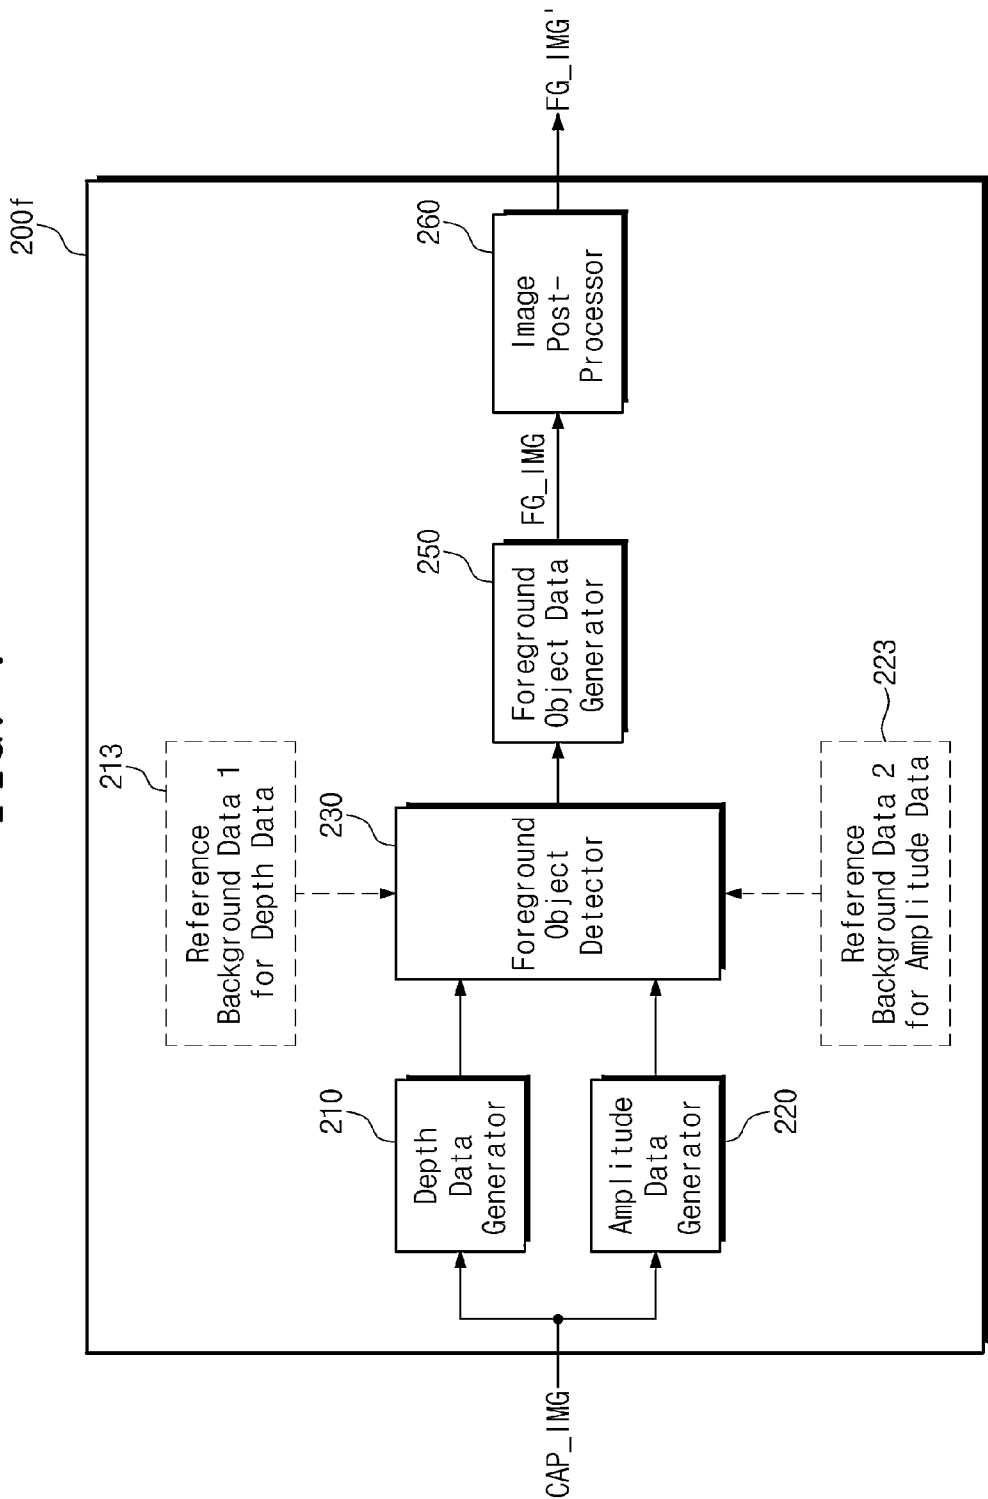 200f
213
Reference
Background Data 1
for Depth Data
CAP_IMG
210
Depth
Data
Generator
220
Amplitude
Data
Generator
230
Foreground
Object
Detector
250
Foreground
Object Data
Generator
FG_IMG
260
Image
Post-
Processor
FG_IMG'
223
Reference
Background Data 2
for Amplitude Data